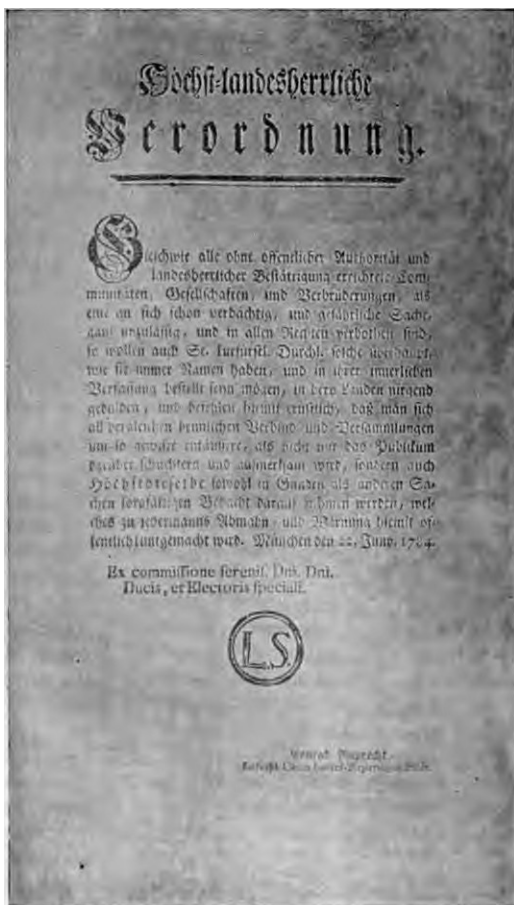 Höchst-landesherrliche
Verordnung.
Gleichwie alle ohne öffentlicher Authorität und
landesherrlicher Bestättigung errichtete Com-
munitäten, Gesellschaften, und Verbrüderungen, als
eine an sich schon verdächtig, und gefährliche Sache,
ganz unzuläßig, und in allen Rechten verbothen sind,
so wollen auch Se. kurfürstl. Durchl. solche überhaupt,
wie sie immer Namen haben, und in ihrer innerlichen
Verfassung bestellt seyn mögen, in dero Landen nirgend
gedulden, und befehlen hiemit ernstlich, daß man sich
all dergleichen heimlichen Verbind- und Versammlungen
um so gewisser entäussere, als nicht nur das Publikum
darüber schüchtern und aufmerksam wird, sondern auch
Höchstdieselbe sowohl in Gnaden als anderen Sa-
chen sorgfältigen Bedacht darauf nehmen werden, wel-
ches zu jedermanns Abmahn- und Warnung hiemit öf-
fentlich kuntgemacht wird. München den 22. Juny. 1784.
Ex commissione serenis. Dni. Dni.
Ducis, et Electoris speciali.
L.S.